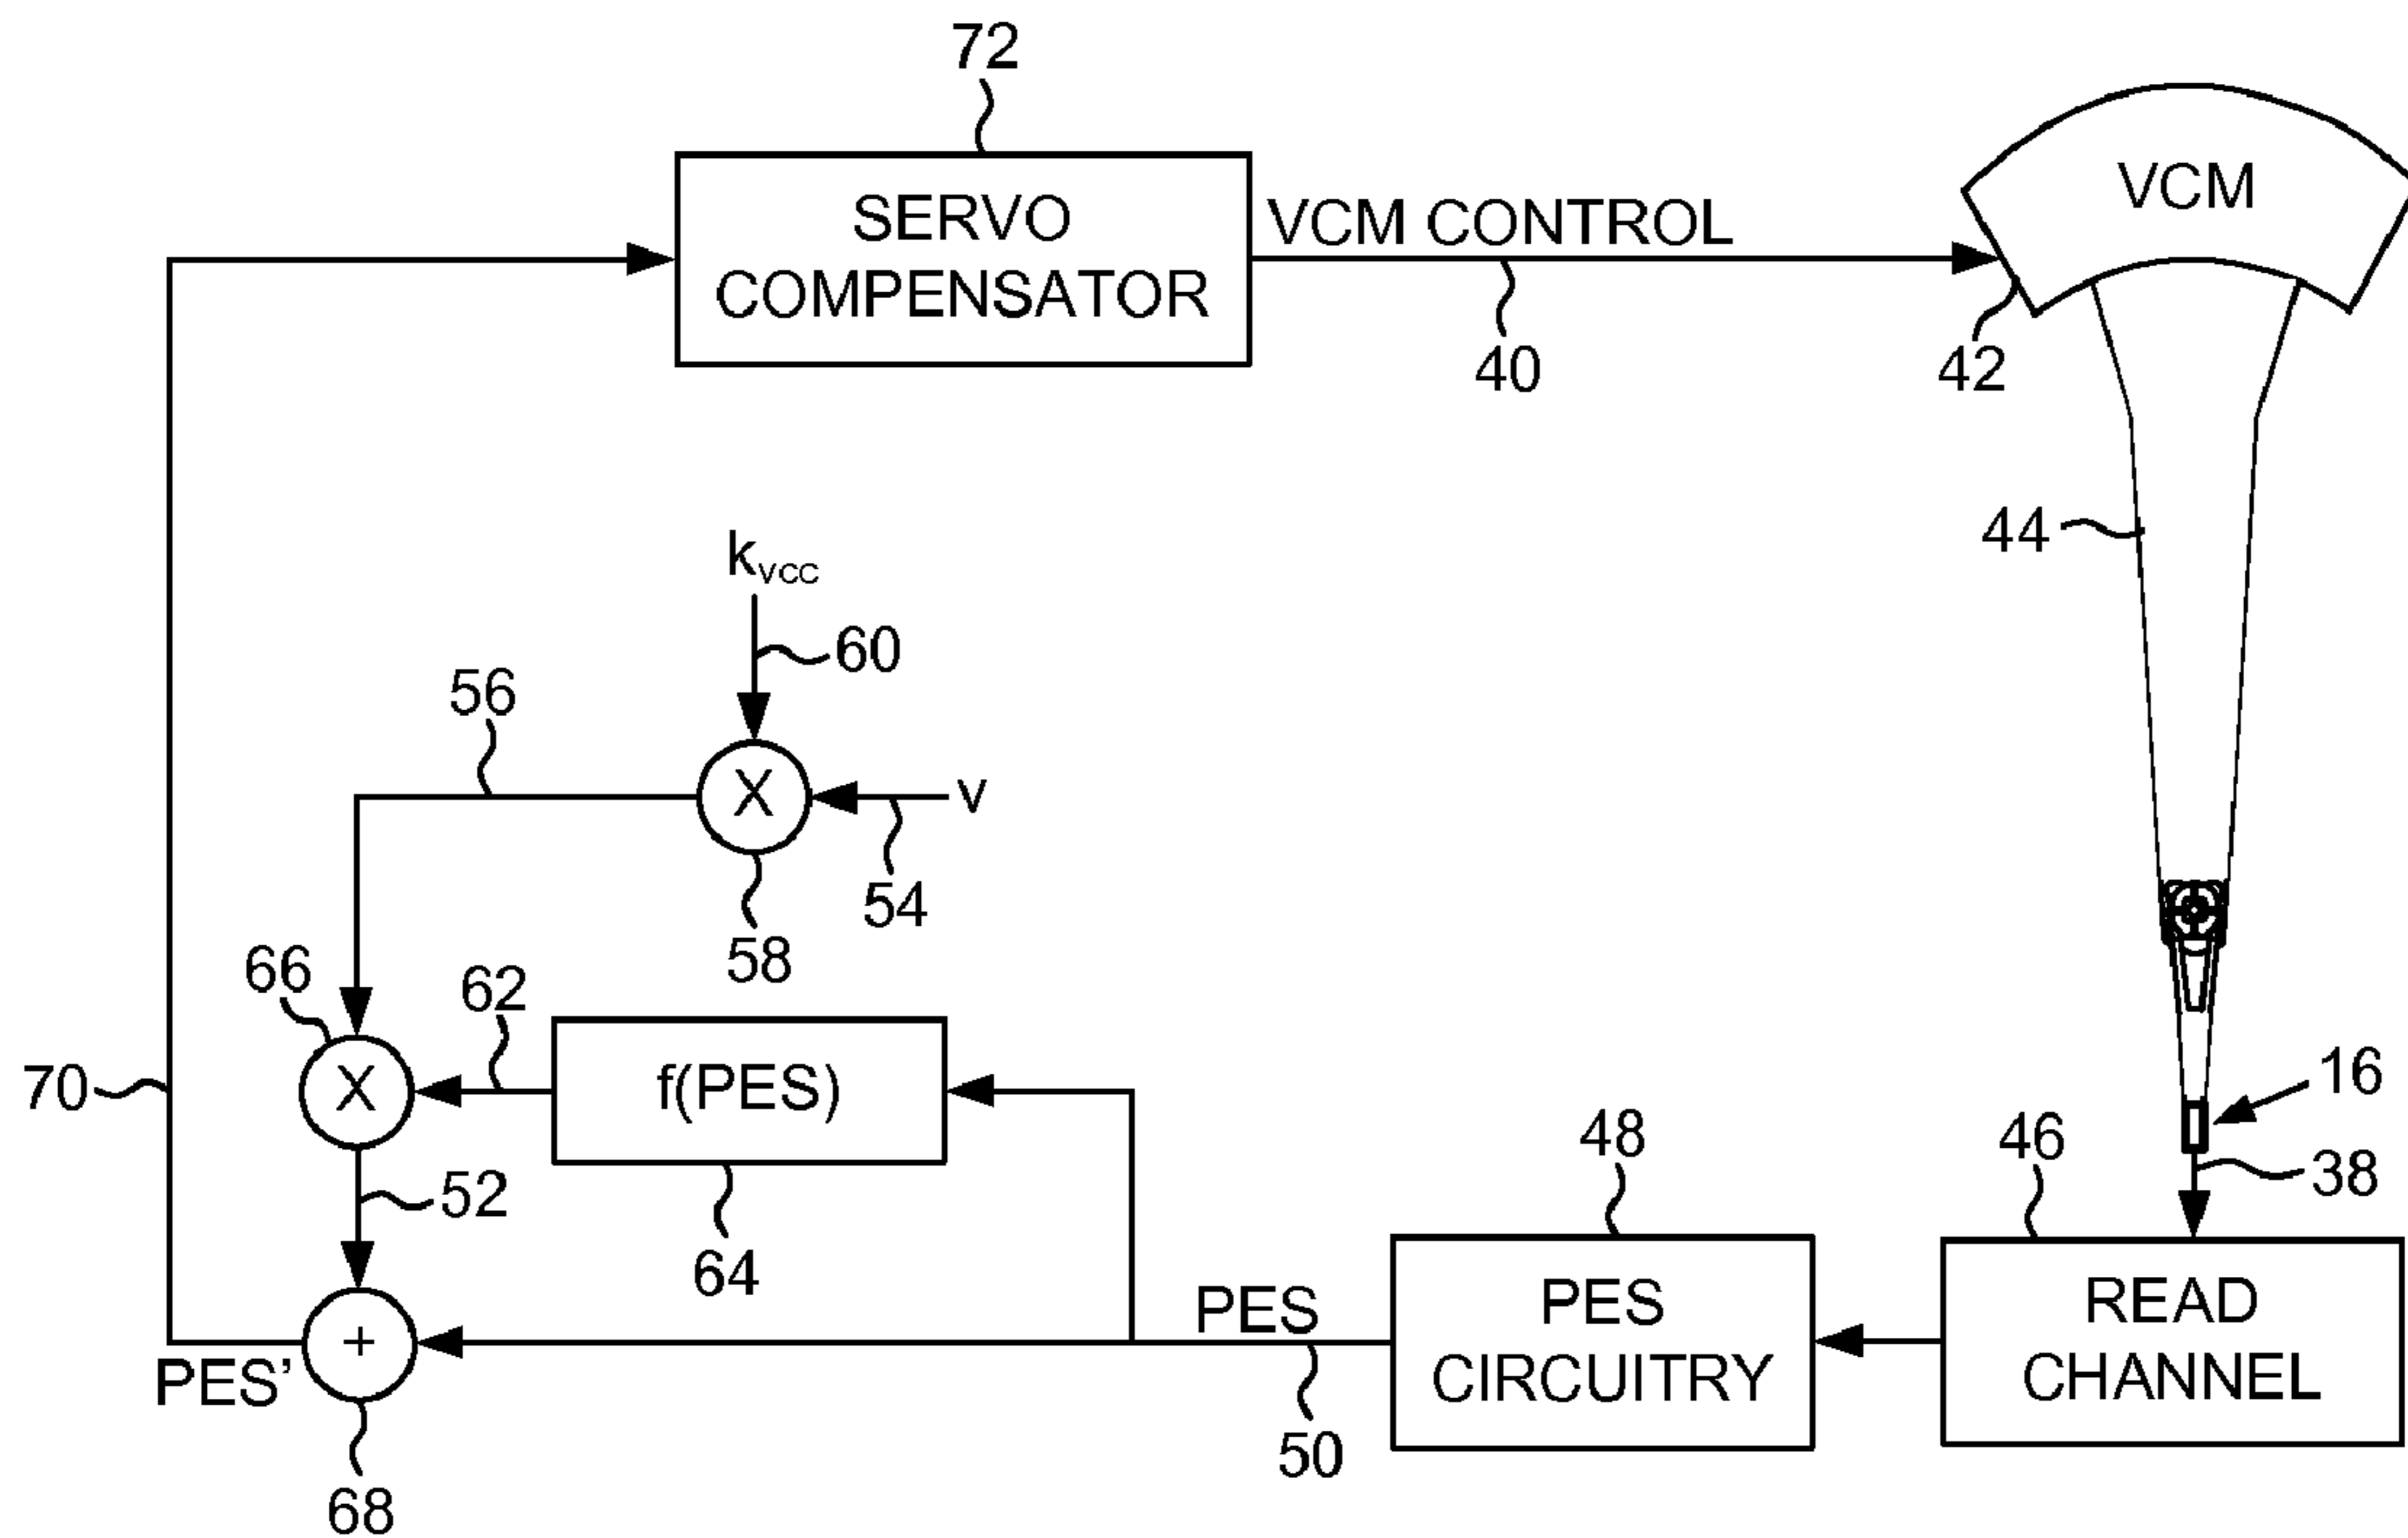 72
SERVO
COMPENSATOR
VCM CONTROL
40
VCM
42
44
kvcc
60
56
X
v
54
58
66
62
X
f(PES)
64
52
70
PES'
+
68
PES
50
48
PES
CIRCUITRY
46
READ
CHANNEL
16
38